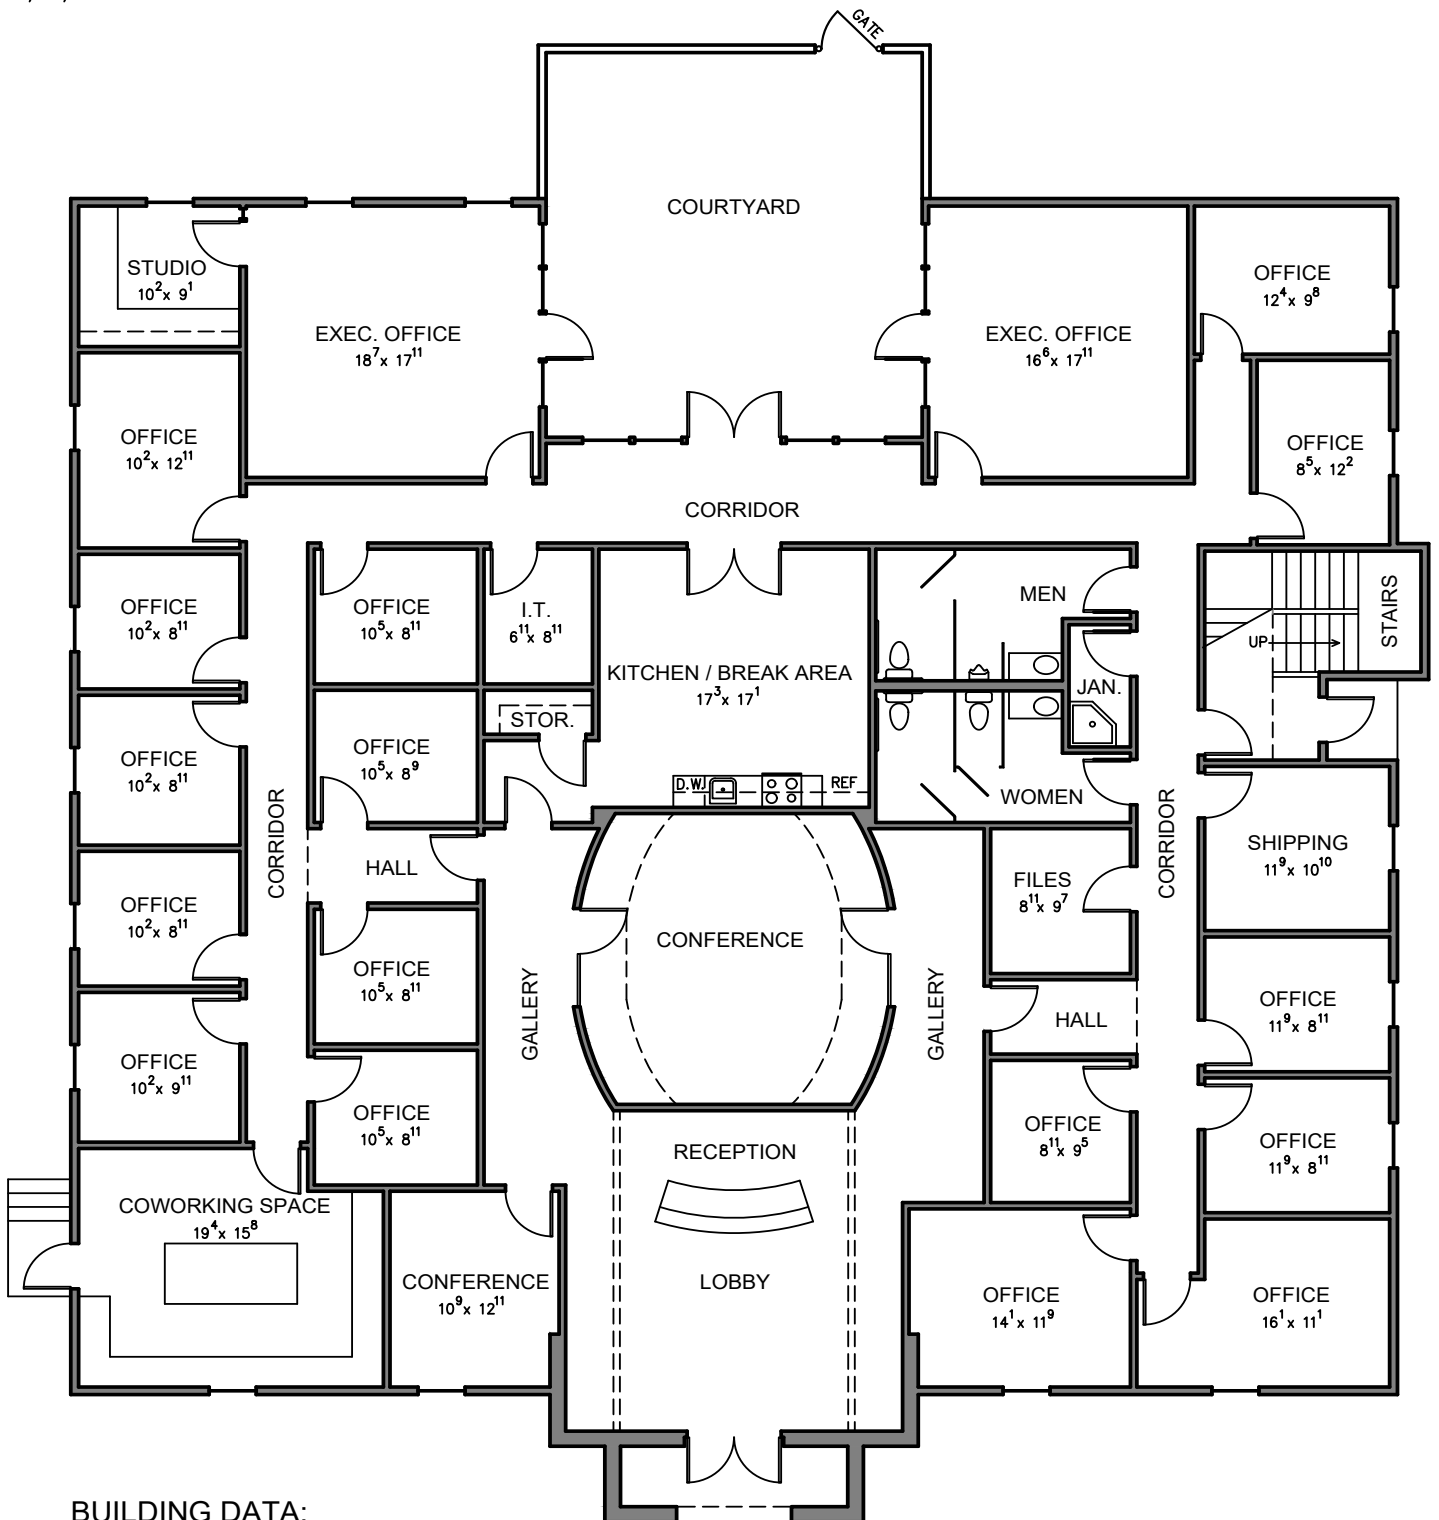 GATE
COURTYARD
STUDIO
10² x 9¹
EXEC. OFFICE
18⁷ x 17¹¹
EXEC. OFFICE
16⁶ x 17¹¹
OFFICE
12⁴ x 9⁸
OFFICE
10² x 12¹¹
OFFICE
8⁵ x 12²
CORRIDOR
OFFICE
10² x 8¹¹
OFFICE
10⁵ x 8¹¹
I.T.
6¹¹ x 8¹¹
MEN
STAIRS
UP
KITCHEN / BREAK AREA
17³ x 17¹
JAN.
STOR.
OFFICE
10² x 8¹¹
OFFICE
10⁵ x 8⁹
D.W.
REF
WOMEN
CORRIDOR
HALL
CORRIDOR
SHIPPING
11⁹ x 10¹⁰
FILES
8¹¹ x 9⁷
OFFICE
10² x 8¹¹
CONFERENCE
OFFICE
10⁵ x 8¹¹
GALLERY
GALLERY
HALL
OFFICE
11⁹ x 8¹¹
OFFICE
10² x 9¹¹
OFFICE
10⁵ x 8¹¹
OFFICE
8¹¹ x 9⁵
OFFICE
11⁹ x 8¹¹
RECEPTION
COWORKING SPACE
19⁴ x 15⁸
CONFERENCE
10⁹ x 12¹¹
LOBBY
OFFICE
14¹ x 11⁹
OFFICE
16¹ x 11¹
BUILDING DATA: